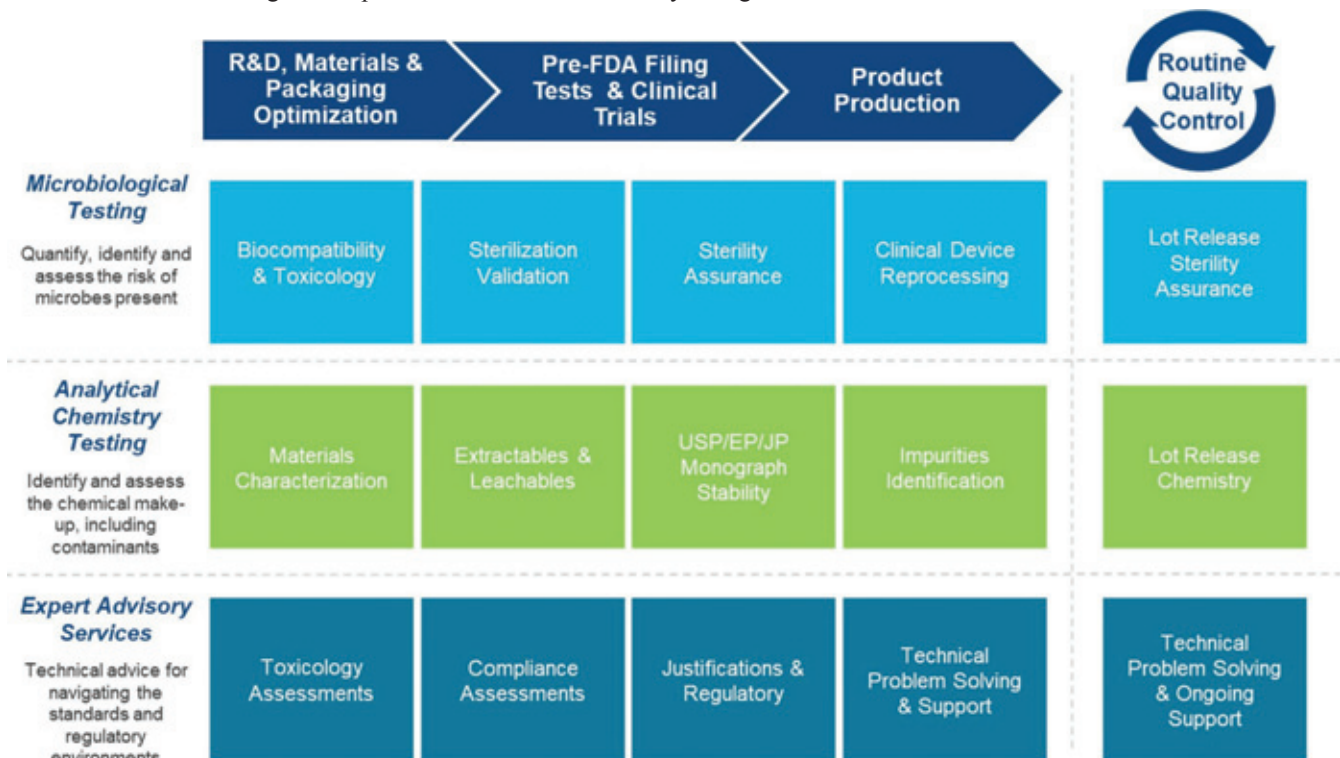 R&D, Materials &
Packaging
Optimization
Pre-FDA Filing
Tests & Clinical
Trials
Product
Production
Routine
Quality
Control
Microbiological
Testing
Quantify, identify and
assess the risk of
microbes present
Biocompatibility
& Toxicology
Sterilization
Validation
Sterility
Assurance
Clinical Device
Reprocessing
Lot Release
Sterility
Assurance
Analytical
Chemistry
Testing
Identify and assess
the chemical make-
up, including
contaminants
Materials
Characterization
Extractables &
Leachables
USP/EP/JP
Monograph
Stability
Impurities
Identification
Lot Release
Chemistry
Expert Advisory
Services
Technical advice for
navigating the
standards and
regulatory
environments
Toxicology
Assessments
Compliance
Assessments
Justifications &
Regulatory
Technical
Problem Solving
& Support
Technical
Problem Solving
& Ongoing
Support